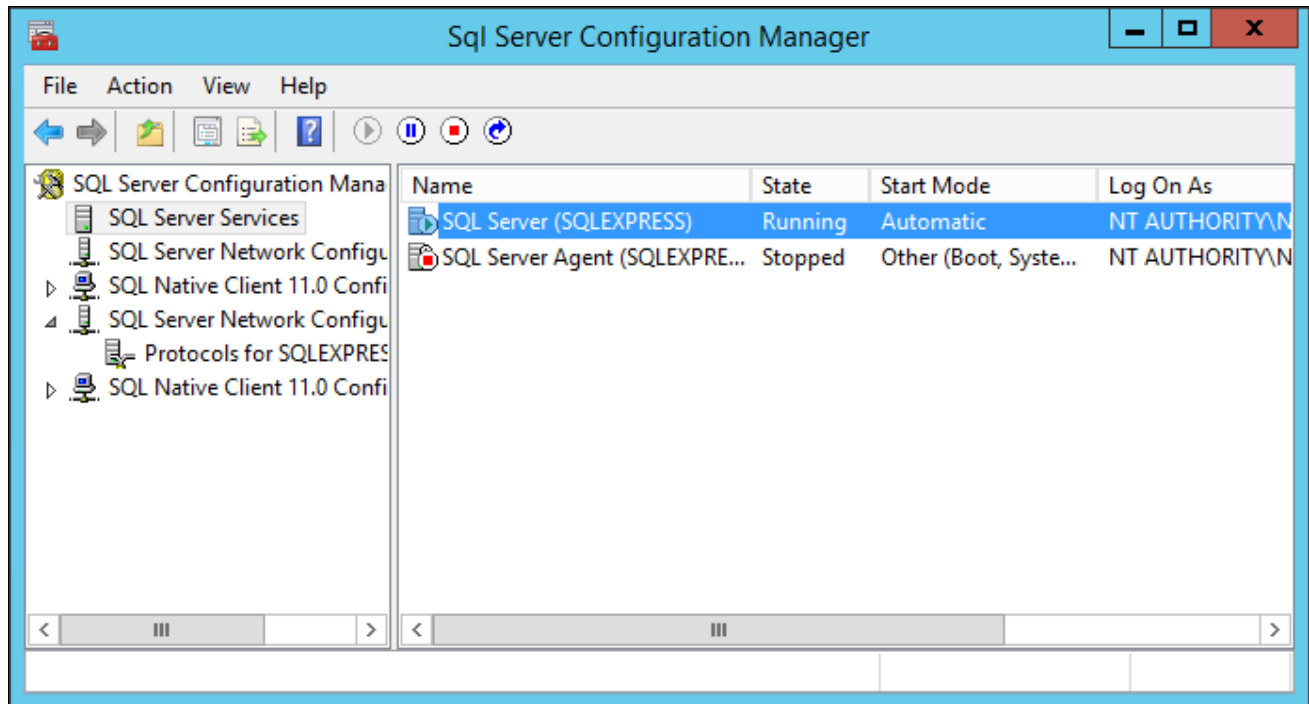 Sql Server Configuration Manager
File Action View Help
SQL Server Configuration Mana
SQL Server Services
SQL Server Network Configu
SQL Native Client 11.0 Confi
SQL Server Network Configu
Protocols for SQLEXPRES
SQL Native Client 11.0 Confi
Name State Start Mode Log On As
SQL Server (SQLEXPRESS) Running Automatic NT AUTHORITY\N
SQL Server Agent (SQLEXPRE... Stopped Other (Boot, Syste... NT AUTHORITY\N